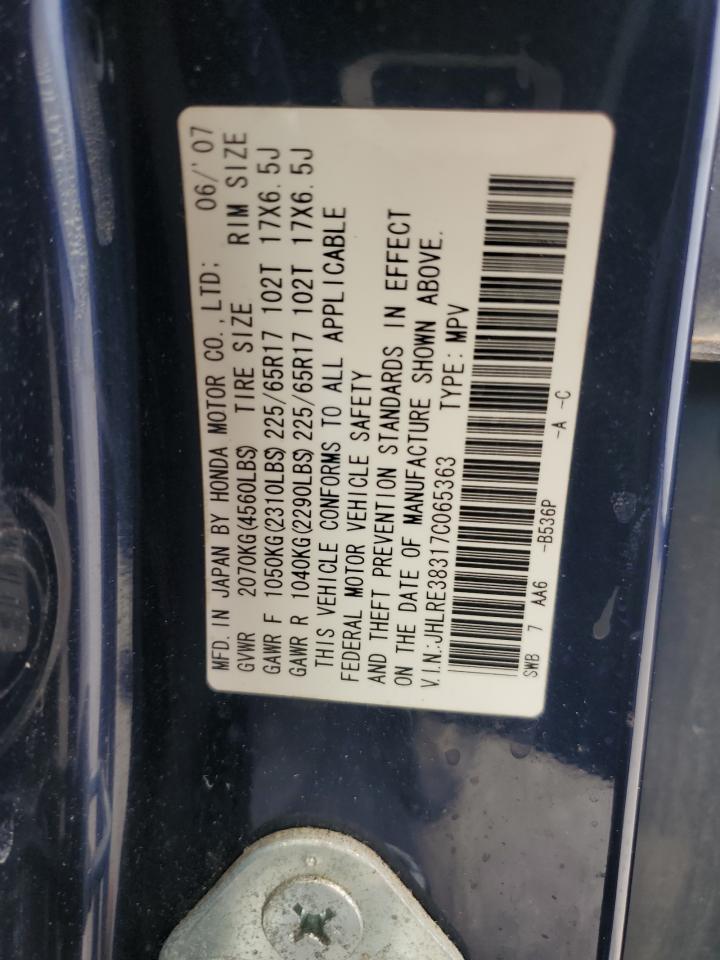 MFD. IN JAPAN BY HONDA MOTOR CO., LTD: 06/'07
GVWR 2070KG(4560LBS) TIRE SIZE RIM SIZE
GAWR F 1050KG(2310LBS) 225/65R17 102T 17X6.5J
GAWR R 1040KG(2290LBS) 225/65R17 102T 17X6.5J
THIS VEHICLE CONFORMS TO ALL APPLICABLE
FEDERAL MOTOR VEHICLE SAFETY
AND THEFT PREVENTION STANDARDS IN EFFECT
ON THE DATE OF MANUFACTURE SHOWN ABOVE.
V.I.N.:JHLRE38317C065363 TYPE: MPV
SWB 7 AA6 -B536P -A -C